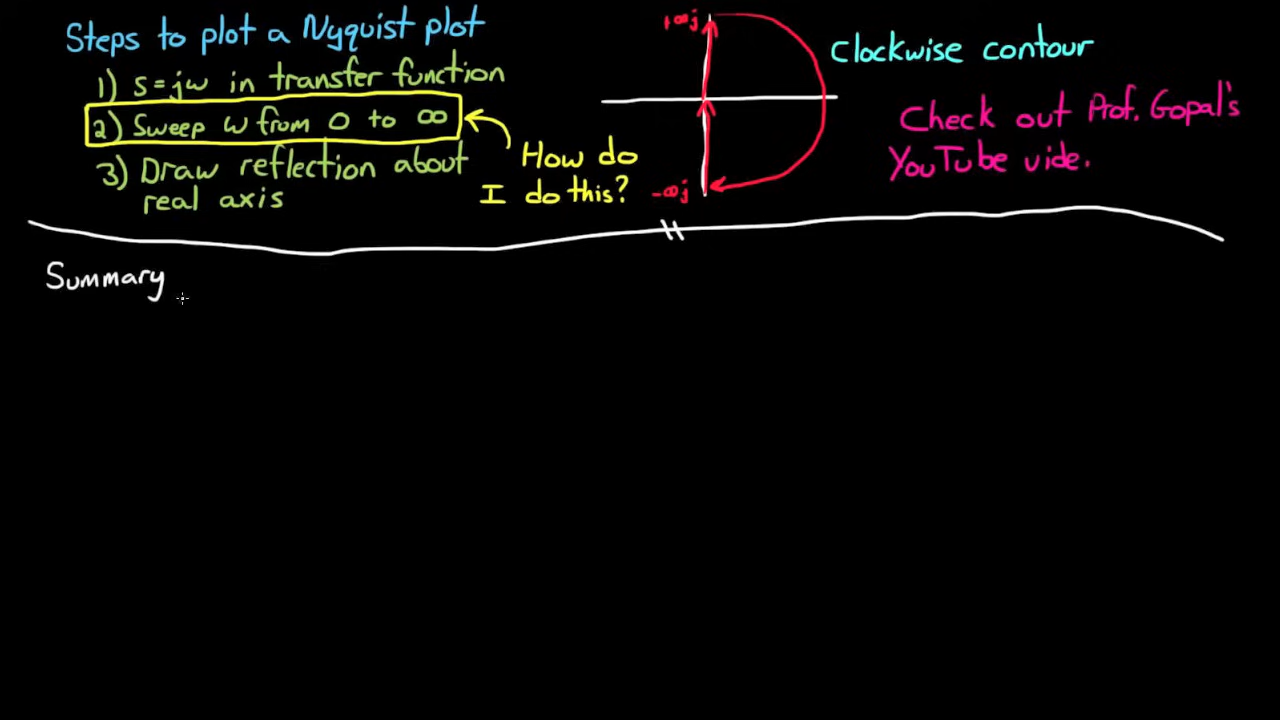 Steps to plot a Nyquist plot
1) s=jw in transfer function
2) Sweep w from 0 to ∞
3) Draw reflection about
real axis
How do
I do this?
+∞j
-∞j
Clockwise contour
Check out Prof. Gopal's
YouTube vide.
Summary